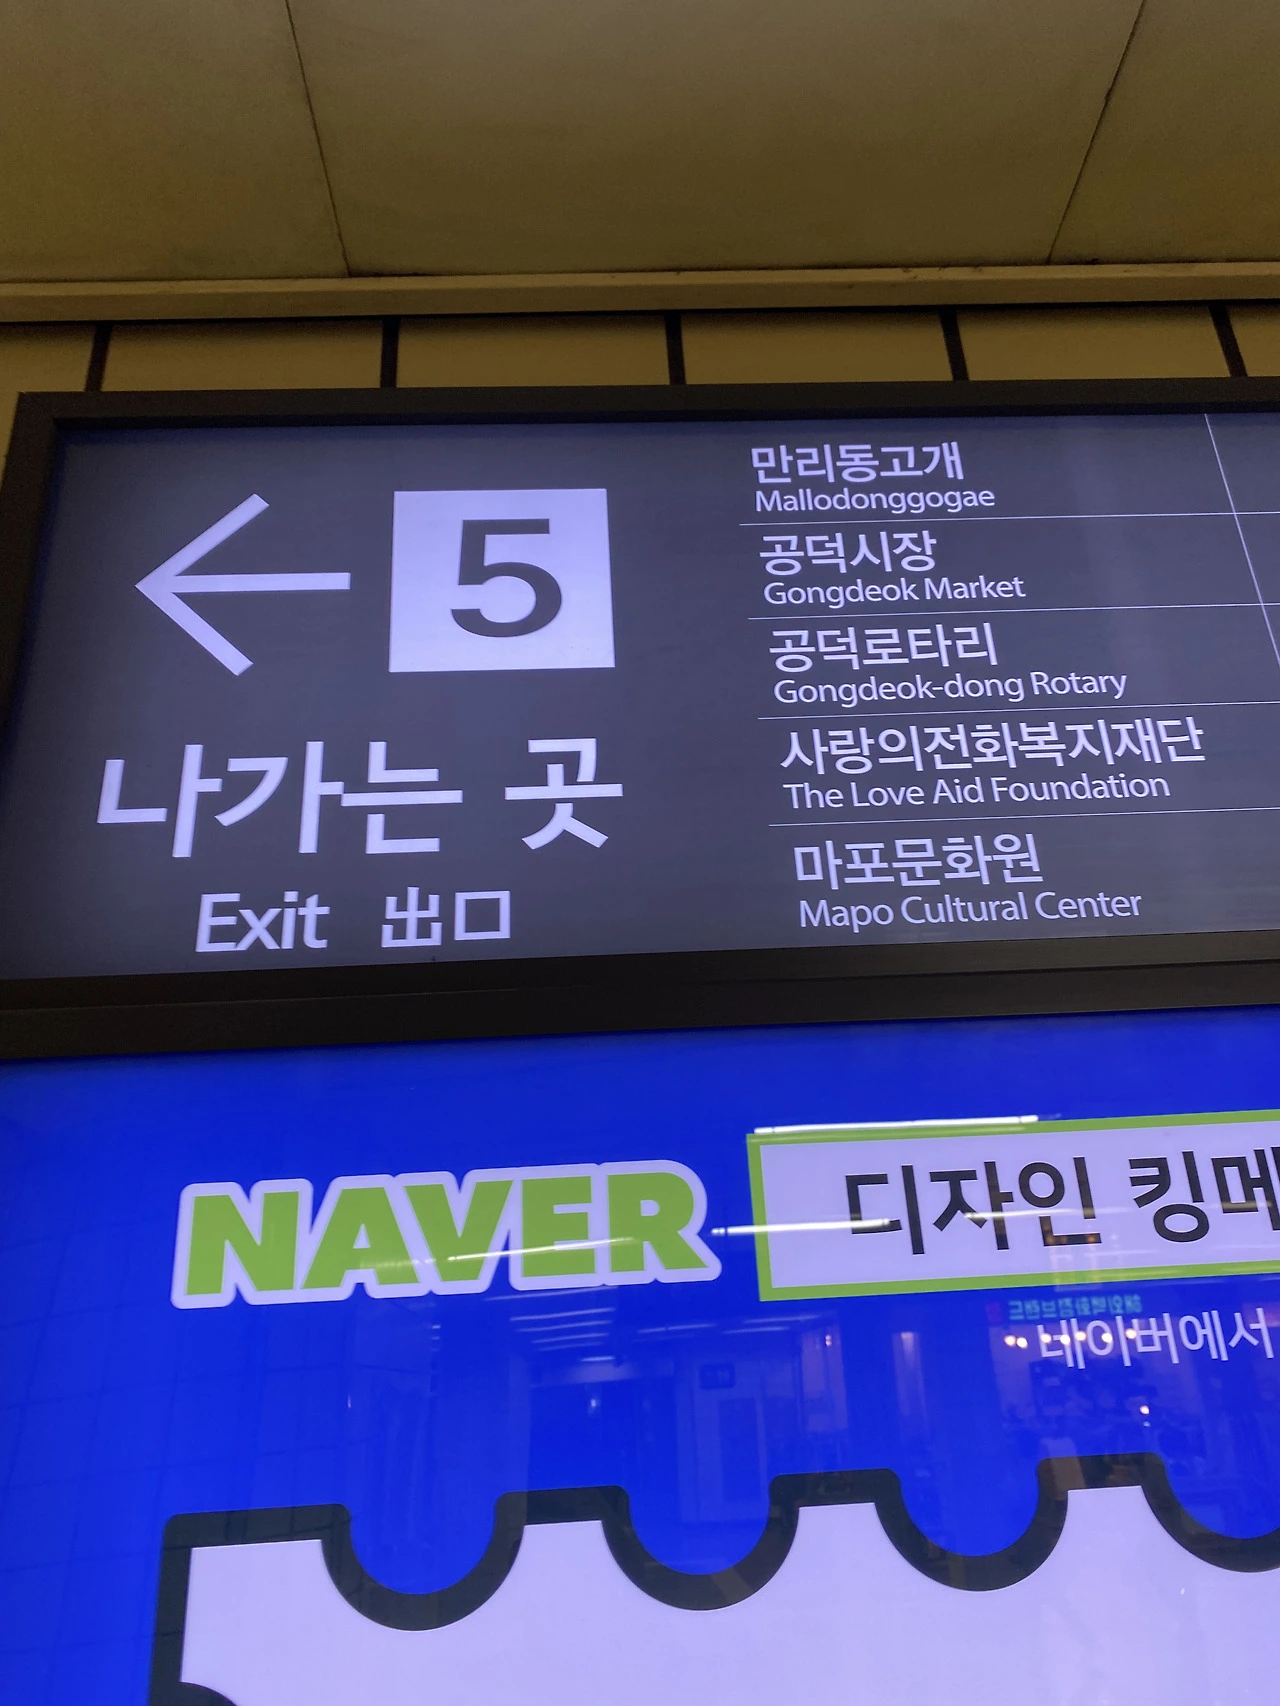 5
나가는 곳
Exit 出口
만리동고개
Mallodonggogae
공덕시장
Gongdeok Market
공덕로타리
Gongdeok-dong Rotary
사랑의전화복지재단
The Love Aid Foundation
마포문화원
Mapo Cultural Center
NAVER
디자인 킹메
네이버에서